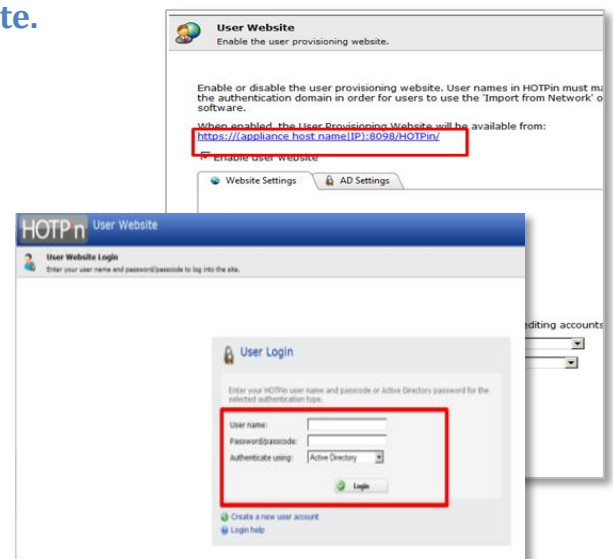 te.
User Website
Enable the user provisioning website.
Enable or disable the user provisioning website. User names in HOTPin must ma
the authentication domain in order for users to use the 'Import from Network' o
software.
When enabled, the User Provisioning Website will be available from:
https://(appliance host name|IP):8098/HOTPin/
Enable user website
Website Settings
AD Settings
editing accounts
HOTPin User Website
User Website Login
Enter your user name and password/passcode to log into the site.
User Login
Enter your HOTPin user name and passcode or Active Directory password for the
selected authentication type.
User name:
Password/passcode:
Authenticate using: Active Directory
Login
Create a new user account
Login help